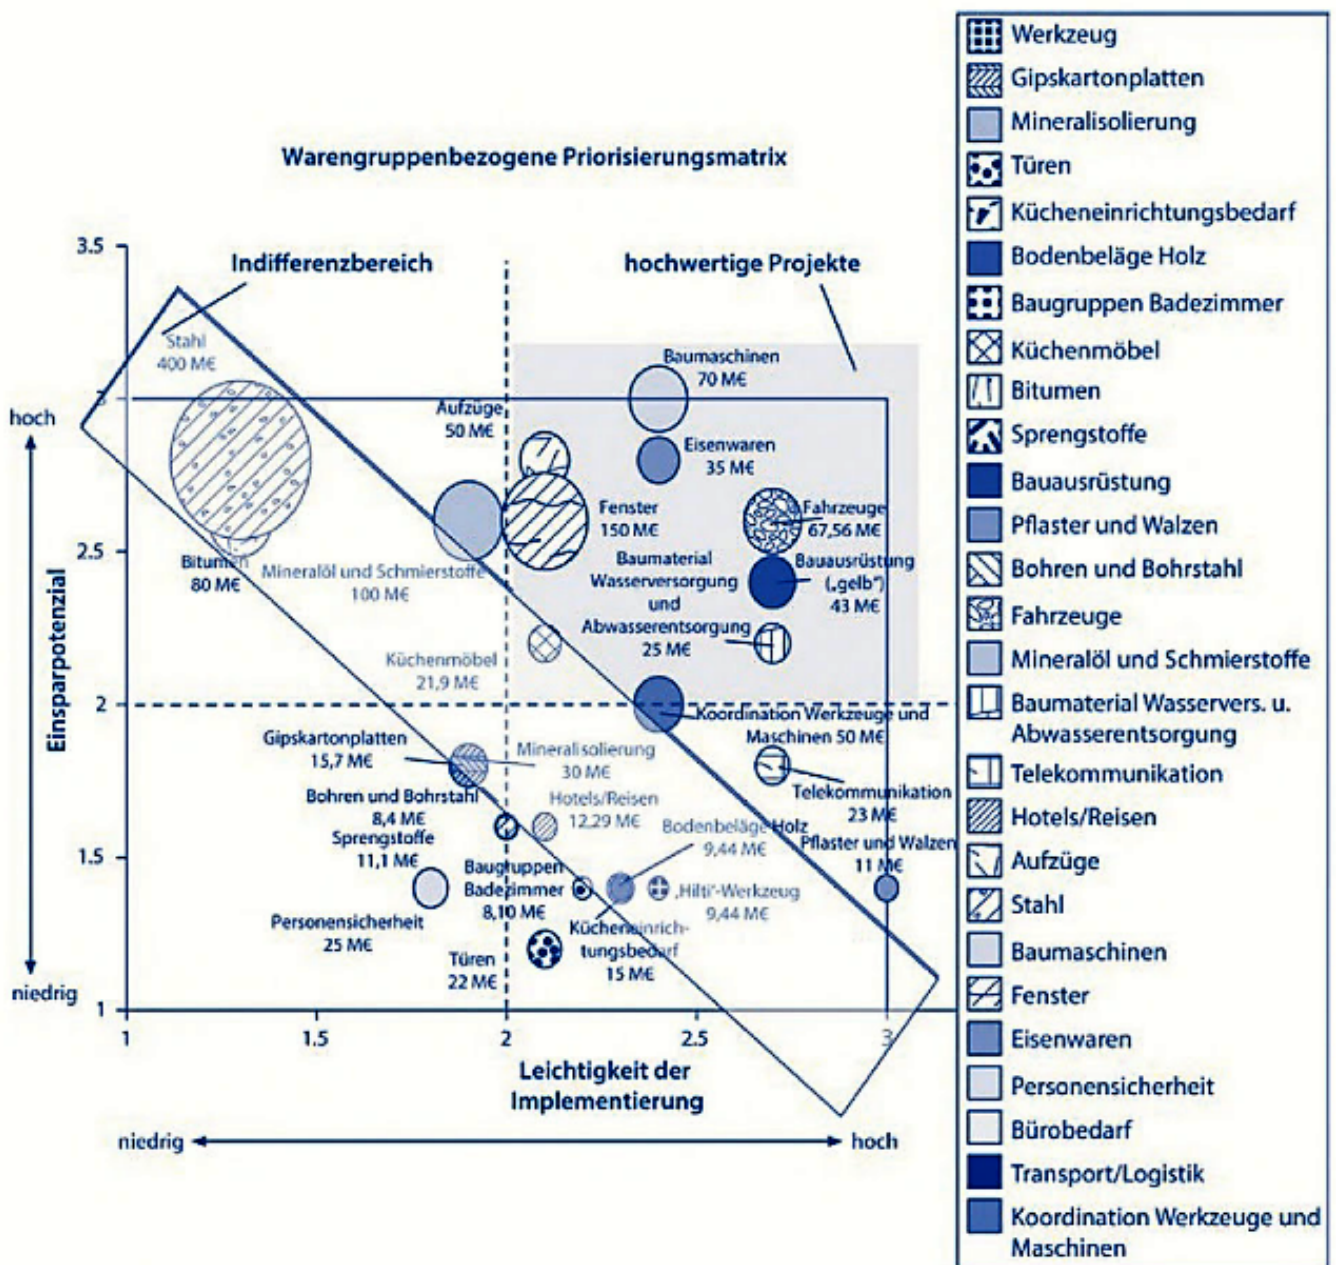 Warengruppenbezogene Priorisierungsmatrix
Indifferenzbereich
hochwertige Projekte
3.5
3
2.5
2
1.5
1
hoch
niedrig
Einsparpotenzial
Stahl
400 M€
Baumaschinen
70 M€
Aufzüge
50 M€
Eisenwaren
35 M€
Fenster
150 M€
Fahrzeuge
67,56 M€
Bitumen
80 M€
Mineralöl und Schmierstoffe
100 M€
Baumaterial
Wasserversorgung
und
Abwasserentsorgung
25 M€
Bauausrüstung
(„gelb“)
43 M€
Küchenmöbel
21,9 M€
Koordination Werkzeuge und
Maschinen 50 M€
Gipskartonplatten
15,7 M€
Mineralisolierung
30 M€
Telekommunikation
23 M€
Bohren und Bohrstahl
8,4 M€
Hotels/Reisen
12,29 M€
Sprengstoffe
11,1 M€
Bodenbeläge Holz
9,44 M€
Pflaster und Walzen
11 M€
Baugruppen
Badezimmer
8,10 M€
„Hilti“-Werkzeug
9,44 M€
Personensicherheit
25 M€
Kücheneinrich-
tungsbedarf
15 M€
Türen
22 M€
1
1.5
2
2.5
3
Leichtigkeit der
Implementierung
niedrig
hoch
Werkzeug
Gipskartonplatten
Mineralisolierung
Türen
Kücheneinrichtungsbedarf
Bodenbeläge Holz
Baugruppen Badezimmer
Küchenmöbel
Bitumen
Sprengstoffe
Bauausrüstung
Pflaster und Walzen
Bohren und Bohrstahl
Fahrzeuge
Mineralöl und Schmierstoffe
Baumaterial Wasservers. u.
Abwasserentsorgung
Telekommunikation
Hotels/Reisen
Aufzüge
Stahl
Baumaschinen
Fenster
Eisenwaren
Personensicherheit
Bürobedarf
Transport/Logistik
Koordination Werkzeuge und
Maschinen